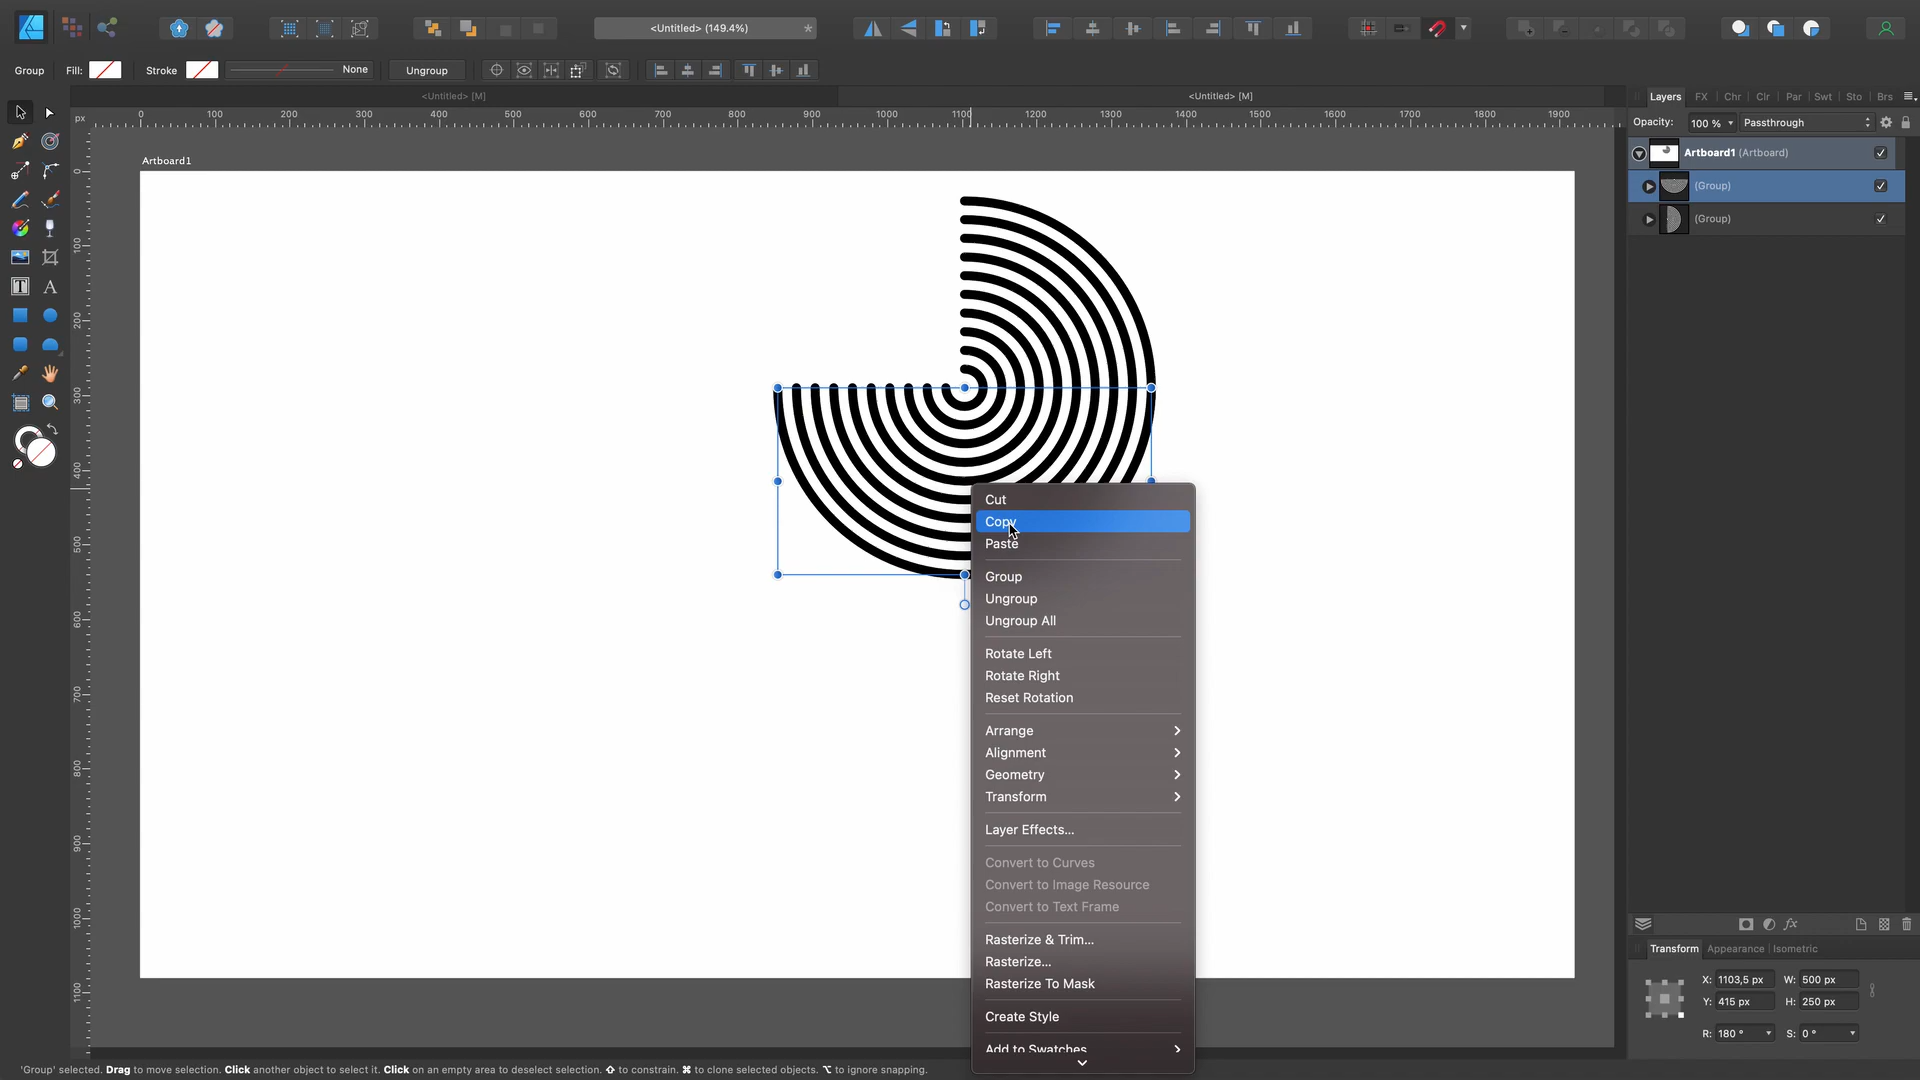 <Untitled> (149.4%)
*
Group
Fill:
Stroke
None
Ungroup
<Untitled> [M]
<Untitled> [M]
px
0 100 200 300 400 500 600 700 800 900 1000 1100 1200 1300 1400 1500 1600 1700 1800 1900
0
100
200
300
400
500
600
700
800
900
1000
1100
Artboard1
Cut
Copy
Paste
Group
Ungroup
Ungroup All
Rotate Left
Rotate Right
Reset Rotation
Arrange
Alignment
Geometry
Transform
Layer Effects...
Convert to Curves
Convert to Image Resource
Convert to Text Frame
Rasterize & Trim...
Rasterize...
Rasterize To Mask
Create Style
Add to Swatches
Layers FX Chr Clr Par Swt Sto Brs
Opacity: 100 % Passthrough
Artboard1 (Artboard)
(Group)
(Group)
fx
Transform Appearance Isometric
X: 1103,5 px W: 500 px
Y: 415 px H: 250 px
R: 180 ° S: 0 °
'Group' selected. Drag to move selection. Click another object to select it. Click on an empty area to deselect selection. ⇧ to constrain. ⌘ to clone selected objects. ⌥ to ignore snapping.